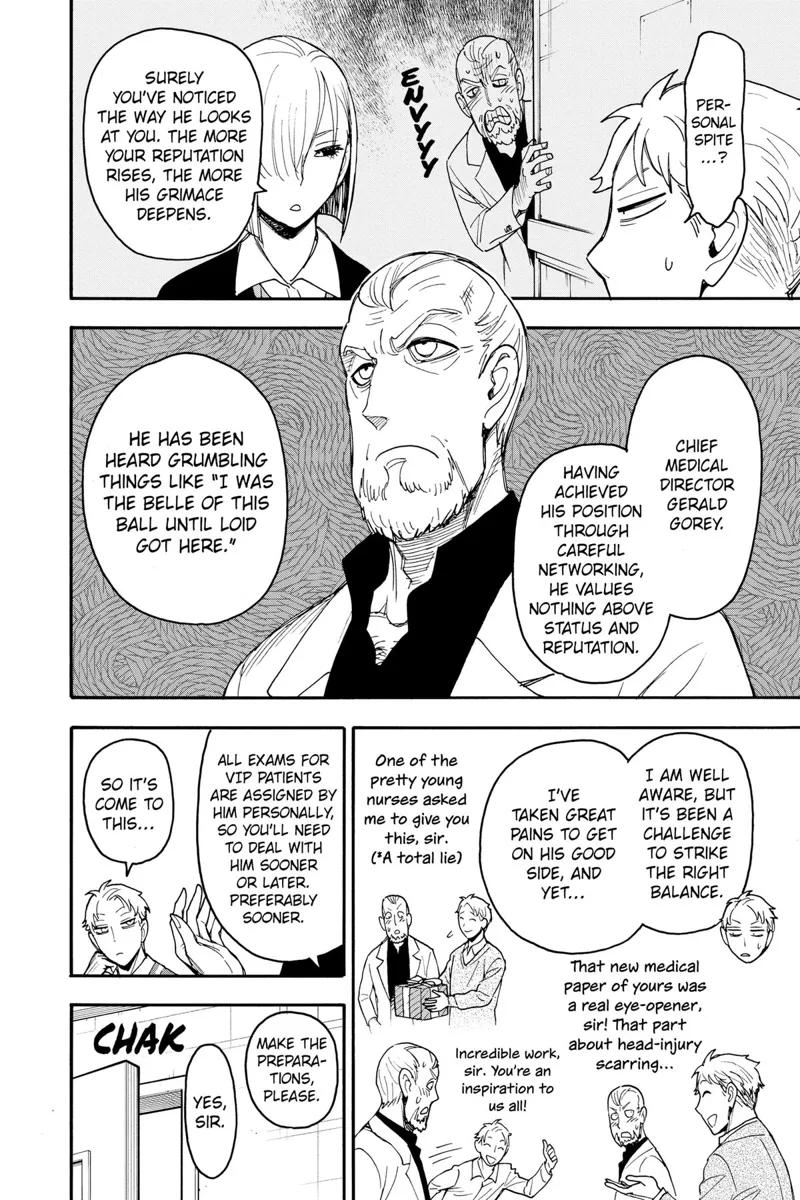 PER-
SONAL
SPITE
...?
ENVYYY
SURELY
YOU'VE NOTICED
THE WAY HE LOOKS
AT YOU. THE MORE
YOUR REPUTATION
RISES, THE MORE
HIS GRIMACE
DEEPENS.
CHIEF
MEDICAL
DIRECTOR
GERALD
GOREY.
HAVING
ACHIEVED
HIS POSITION
THROUGH
CAREFUL
NETWORKING,
HE VALUES
NOTHING ABOVE
STATUS AND
REPUTATION.
HE HAS BEEN
HEARD GRUMBLING
THINGS LIKE "I WAS
THE BELLE OF THIS
BALL UNTIL LOID
GOT HERE."
I AM WELL
AWARE, BUT
IT'S BEEN A
CHALLENGE
TO STRIKE
THE RIGHT
BALANCE.
I'VE
TAKEN GREAT
PAINS TO GET
ON HIS GOOD
SIDE, AND
YET...
One of the
pretty young
nurses asked
me to give you
this, sir.
(*A total lie)
That new medical
paper of yours was
a real eye-opener,
sir! That part
about head-injury
scarring...
Incredible work,
sir. You're an
inspiration to
us all!
ALL EXAMS FOR
VIP PATIENTS
ARE ASSIGNED BY
HIM PERSONALLY,
SO YOU'LL NEED
TO DEAL WITH
HIM SOONER
OR LATER.
PREFERABLY
SOONER.
SO IT'S
COME TO
THIS...
MAKE THE
PREPARA-
TIONS,
PLEASE.
YES,
SIR.
CHAK